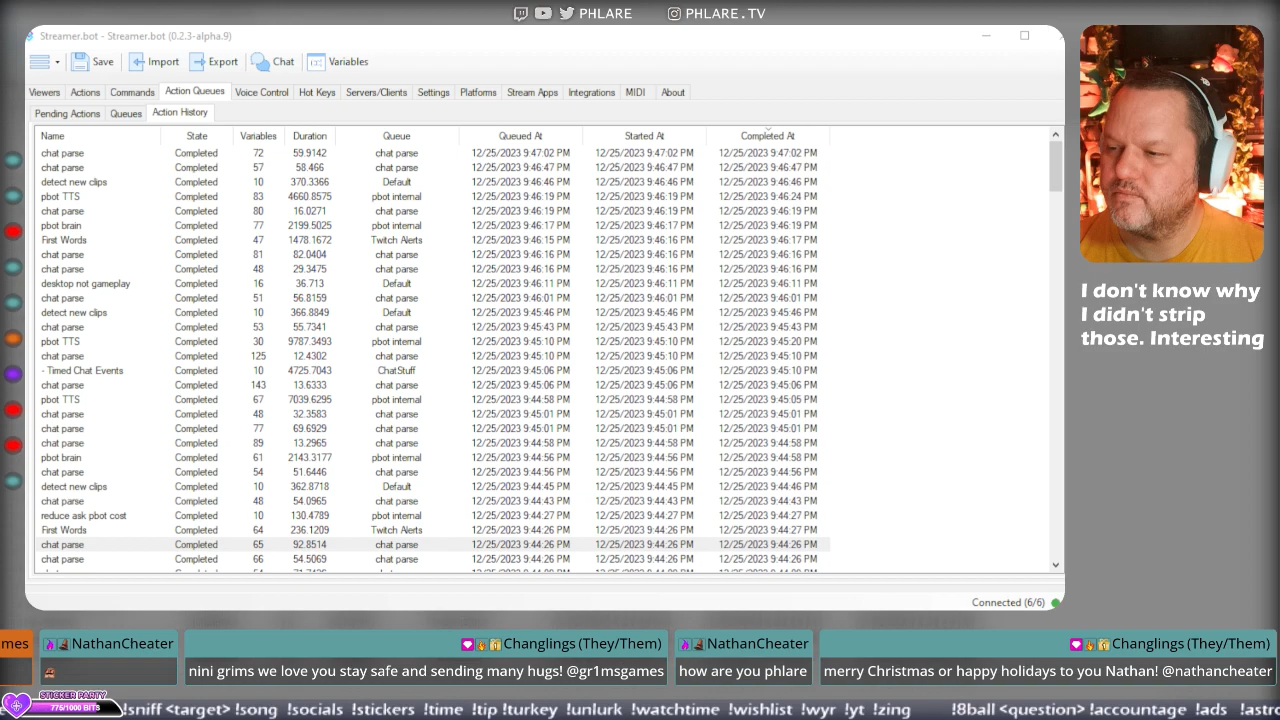 PHLARE PHLARE.TV
Streamer.bot - Streamer.bot (0.2.3-alpha.9)
Save Import Export Chat Variables
Viewers Actions Commands Action Queues Voice Control Hot Keys Servers/Clients Settings Platforms Stream Apps Integrations MIDI About
Pending Actions Queues Action History
Name State Variables Duration Queue Queued At Started At Completed At
chat parse Completed 72 59.9142 chat parse 12/25/2023 9:47:02 PM 12/25/2023 9:47:02 PM 12/25/2023 9:47:02 PM
chat parse Completed 57 58.466 chat parse 12/25/2023 9:46:47 PM 12/25/2023 9:46:47 PM 12/25/2023 9:46:47 PM
detect new clips Completed 10 370.3366 Default 12/25/2023 9:46:46 PM 12/25/2023 9:46:46 PM 12/25/2023 9:46:46 PM
pbot TTS Completed 83 4660.8575 pbot internal 12/25/2023 9:46:19 PM 12/25/2023 9:46:19 PM 12/25/2023 9:46:24 PM
chat parse Completed 80 16.0271 chat parse 12/25/2023 9:46:19 PM 12/25/2023 9:46:19 PM 12/25/2023 9:46:19 PM
pbot brain Completed 77 2199.5025 pbot internal 12/25/2023 9:46:17 PM 12/25/2023 9:46:17 PM 12/25/2023 9:46:19 PM
First Words Completed 47 1478.1672 Twitch Alerts 12/25/2023 9:46:15 PM 12/25/2023 9:46:16 PM 12/25/2023 9:46:17 PM
chat parse Completed 81 82.0404 chat parse 12/25/2023 9:46:16 PM 12/25/2023 9:46:16 PM 12/25/2023 9:46:16 PM
chat parse Completed 48 29.3475 chat parse 12/25/2023 9:46:16 PM 12/25/2023 9:46:16 PM 12/25/2023 9:46:16 PM
desktop not gameplay Completed 16 36.713 Default 12/25/2023 9:46:11 PM 12/25/2023 9:46:11 PM 12/25/2023 9:46:11 PM
chat parse Completed 51 56.8159 chat parse 12/25/2023 9:46:01 PM 12/25/2023 9:46:01 PM 12/25/2023 9:46:01 PM
detect new clips Completed 10 366.8849 Default 12/25/2023 9:45:46 PM 12/25/2023 9:45:46 PM 12/25/2023 9:45:46 PM
chat parse Completed 53 55.7341 chat parse 12/25/2023 9:45:43 PM 12/25/2023 9:45:43 PM 12/25/2023 9:45:43 PM
pbot TTS Completed 30 9787.3493 pbot internal 12/25/2023 9:45:10 PM 12/25/2023 9:45:10 PM 12/25/2023 9:45:20 PM
chat parse Completed 125 12.4302 chat parse 12/25/2023 9:45:10 PM 12/25/2023 9:45:10 PM 12/25/2023 9:45:10 PM
- Timed Chat Events Completed 10 4725.7043 ChatStuff 12/25/2023 9:45:06 PM 12/25/2023 9:45:06 PM 12/25/2023 9:45:10 PM
chat parse Completed 143 13.6333 chat parse 12/25/2023 9:45:06 PM 12/25/2023 9:45:06 PM 12/25/2023 9:45:06 PM
pbot TTS Completed 67 7039.6295 pbot internal 12/25/2023 9:44:58 PM 12/25/2023 9:44:58 PM 12/25/2023 9:45:05 PM
chat parse Completed 48 32.3583 chat parse 12/25/2023 9:45:01 PM 12/25/2023 9:45:01 PM 12/25/2023 9:45:01 PM
chat parse Completed 77 69.6929 chat parse 12/25/2023 9:45:01 PM 12/25/2023 9:45:01 PM 12/25/2023 9:45:01 PM
chat parse Completed 89 13.2965 chat parse 12/25/2023 9:44:58 PM 12/25/2023 9:44:58 PM 12/25/2023 9:44:58 PM
pbot brain Completed 61 2143.3177 pbot internal 12/25/2023 9:44:56 PM 12/25/2023 9:44:56 PM 12/25/2023 9:44:58 PM
chat parse Completed 54 51.6446 chat parse 12/25/2023 9:44:56 PM 12/25/2023 9:44:56 PM 12/25/2023 9:44:56 PM
detect new clips Completed 10 362.8718 Default 12/25/2023 9:44:45 PM 12/25/2023 9:44:45 PM 12/25/2023 9:44:46 PM
chat parse Completed 48 54.0965 chat parse 12/25/2023 9:44:43 PM 12/25/2023 9:44:43 PM 12/25/2023 9:44:43 PM
reduce ask pbot cost Completed 10 130.4789 pbot internal 12/25/2023 9:44:27 PM 12/25/2023 9:44:27 PM 12/25/2023 9:44:27 PM
First Words Completed 64 236.1209 Twitch Alerts 12/25/2023 9:44:26 PM 12/25/2023 9:44:26 PM 12/25/2023 9:44:27 PM
chat parse Completed 65 92.8514 chat parse 12/25/2023 9:44:26 PM 12/25/2023 9:44:26 PM 12/25/2023 9:44:26 PM
chat parse Completed 66 54.5069 chat parse 12/25/2023 9:44:26 PM 12/25/2023 9:44:26 PM 12/25/2023 9:44:26 PM
Connected (6/6)
I don't know why
I didn't strip
those. Interesting
mes NathanCheater Changlings (They/Them) NathanCheater Changlings (They/Them)
nini grims we love you stay safe and sending many hugs! @gr1msgames how are you phlare merry Christmas or happy holidays to you Nathan! @nathancheater
STICKER PARTY
776/1000 BITS
!sniff <target> !song !socials !stickers !time !tip !turkey !unlurk !watchtime !wishlist !wyr !yt !zing !8ball <question> !accountage !ads !astro